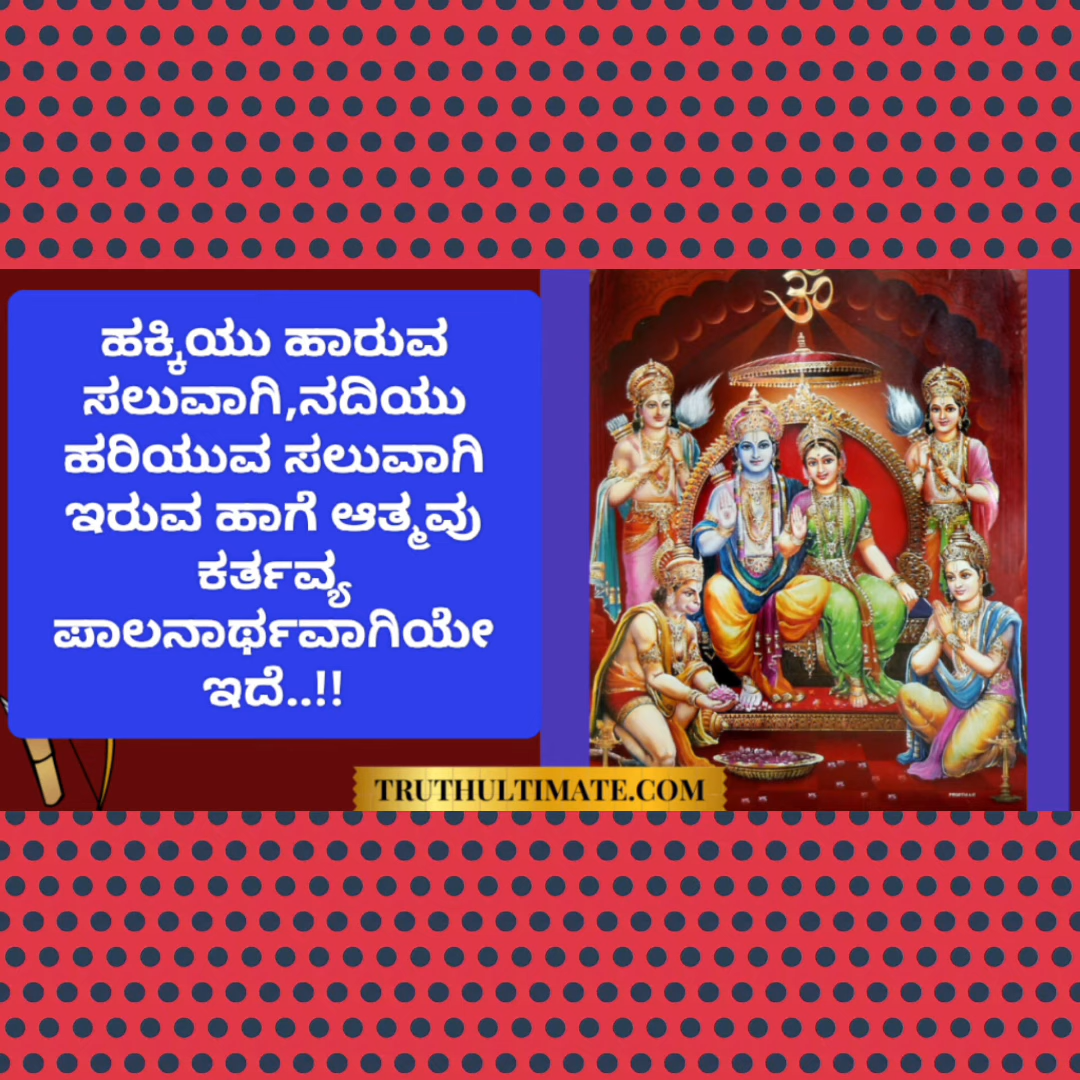 ಹಕ್ಕಿಯು ಹಾರುವ
ಸಲುವಾಗಿ,ನದಿಯು
ಹರಿಯುವ ಸಲುವಾಗಿ
ಇರುವ ಹಾಗೆ ಆತ್ಮವು
ಕರ್ತವ್ಯ
ಪಾಲನಾರ್ಥವಾಗಿಯೇ
ಇದೆ..!!
ॐ
TRUTHULTIMATE.COM